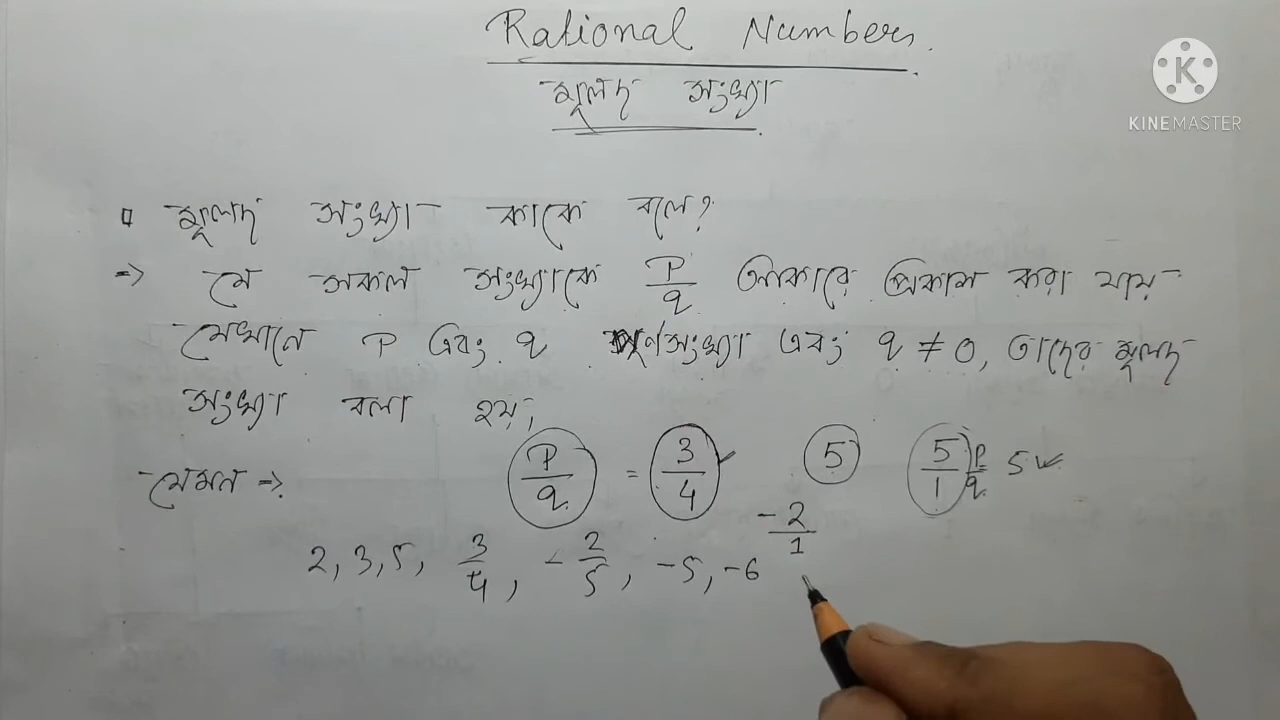 Rational Numbers.
মূলদ সংখ্যা
KINEMASTER
মূলদ সংখ্যা কাকে বলে?
=> যে সকল সংখ্যাকে P/q আকারে প্রকাশ করা যায়
যেখানে P এবং q পূর্ণসংখ্যা এবং q ≠ 0, তাদের মূলদ
সংখ্যা বলা হয়,
যেমন => P/q = 3/4 ✓ 5 5/1 P/q 5 ✓
-2/1
2, 3, 5, 3/4, -2/5, -5, -6